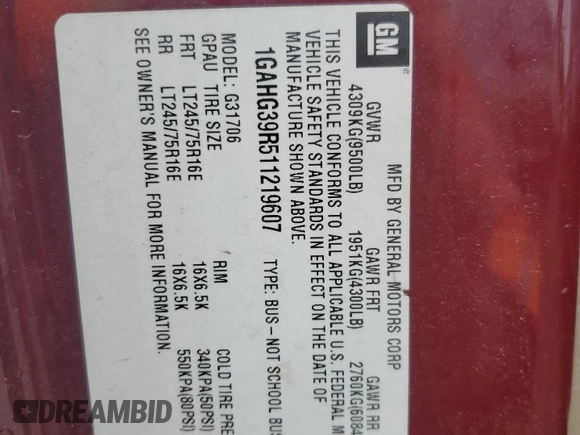 GM
MFD BY GENERAL MOTORS CORP
GVWR GAWR FRT GAWR RR
4309KG(9500LB) 1951KG(4300LB) 2760KG(6084
THIS VEHICLE CONFORMS TO ALL APPLICABLE U.S. FEDERAL M
VEHICLE SAFETY STANDARDS IN EFFECT ON THE DATE OF
MANUFACTURE SHOWN ABOVE.
1GAHG39R511219607 TYPE: BUS-NOT SCHOOL BUS
MODEL: G31706
GPAU TIRE SIZE RIM COLD TIRE PRE
FRT LT245/75R16E 16X6.5K 340KPA(50PSI)
RR LT245/75R16E 16X6.5K 550KPA(80PSI)
SEE OWNER'S MANUAL FOR MORE INFORMATION.
DREAMBID